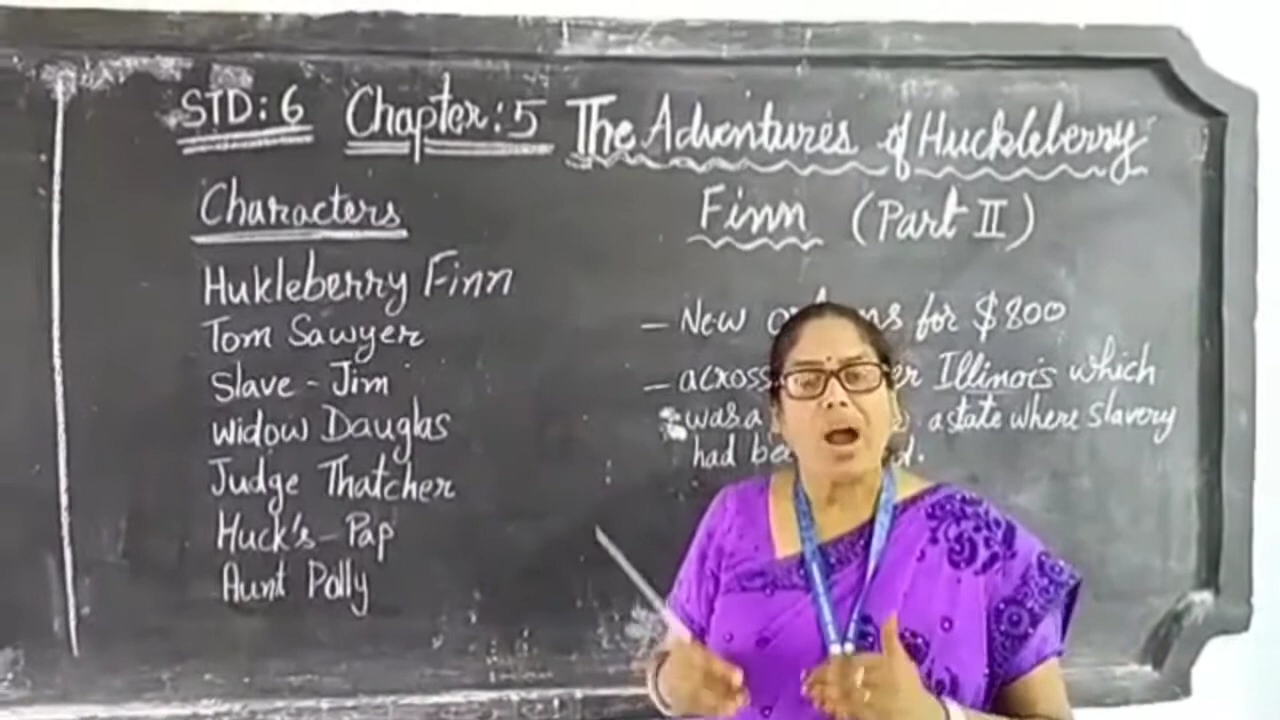 STD: 6 Chapter: 5 The Adventures of Huckleberry
Finn (Part II)
Characters
Hukleberry Finn
Tom Sawyer
Slave - Jim
Widow Dauglas
Judge Thatcher
Huck's - Pap
Aunt Polly
- New for $800
- across Illinois which
was a a state where slavery
had